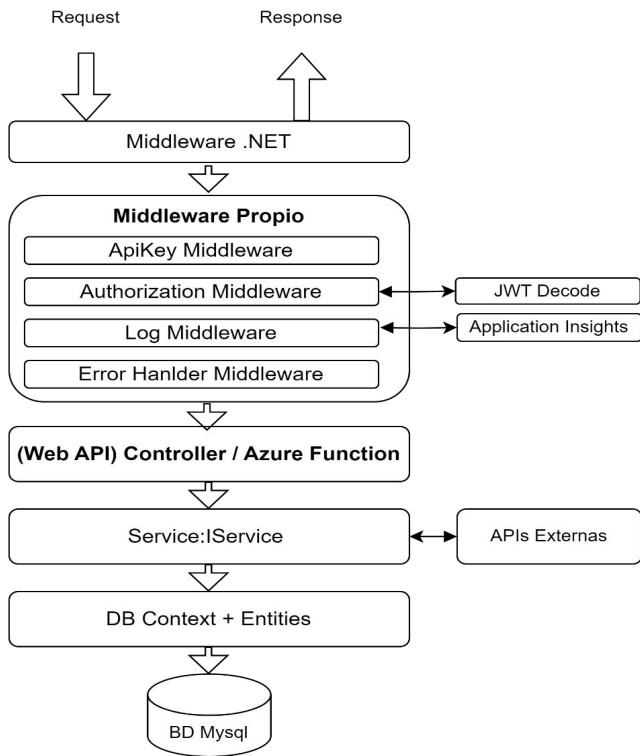 Request
Response
Middleware .NET
Middleware Propio
ApiKey Middleware
Authorization Middleware
JWT Decode
Log Middleware
Application Insights
Error Hanlder Middleware
(Web API) Controller / Azure Function
Service:IService
APIs Externas
DB Context + Entities
BD Mysql